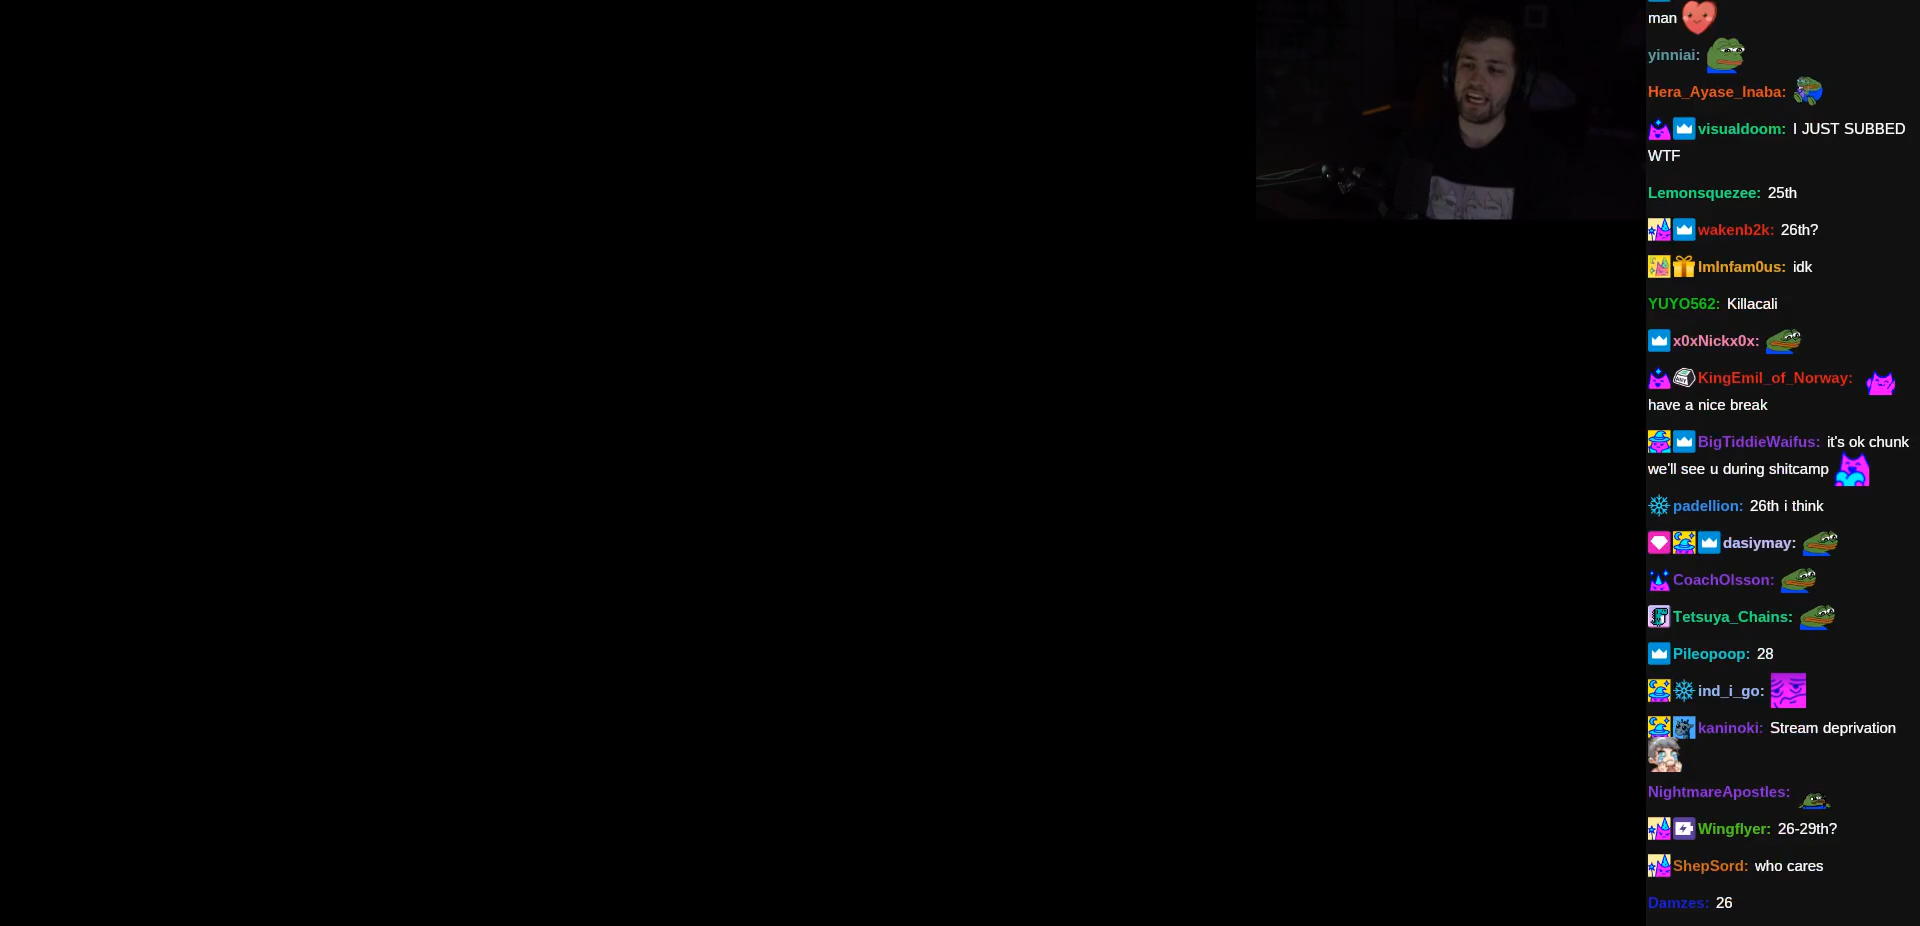 man
yinniai:
Hera_Ayase_Inaba:
visualdoom: I JUST SUBBED
WTF
Lemonsquezee: 25th
wakenb2k: 26th?
ImInfam0us: idk
YUYO562: Killacali
x0xNickx0x:
KingEmil_of_Norway:
have a nice break
BigTiddieWaifus: it's ok chunk
we'll see u during shitcamp
padellion: 26th i think
dasiymay:
CoachOlsson:
Tetsuya_Chains:
Pileopoop: 28
ind_i_go:
kaninoki: Stream deprivation
NightmareApostles:
Wingflyer: 26-29th?
ShepSord: who cares
Damzes: 26